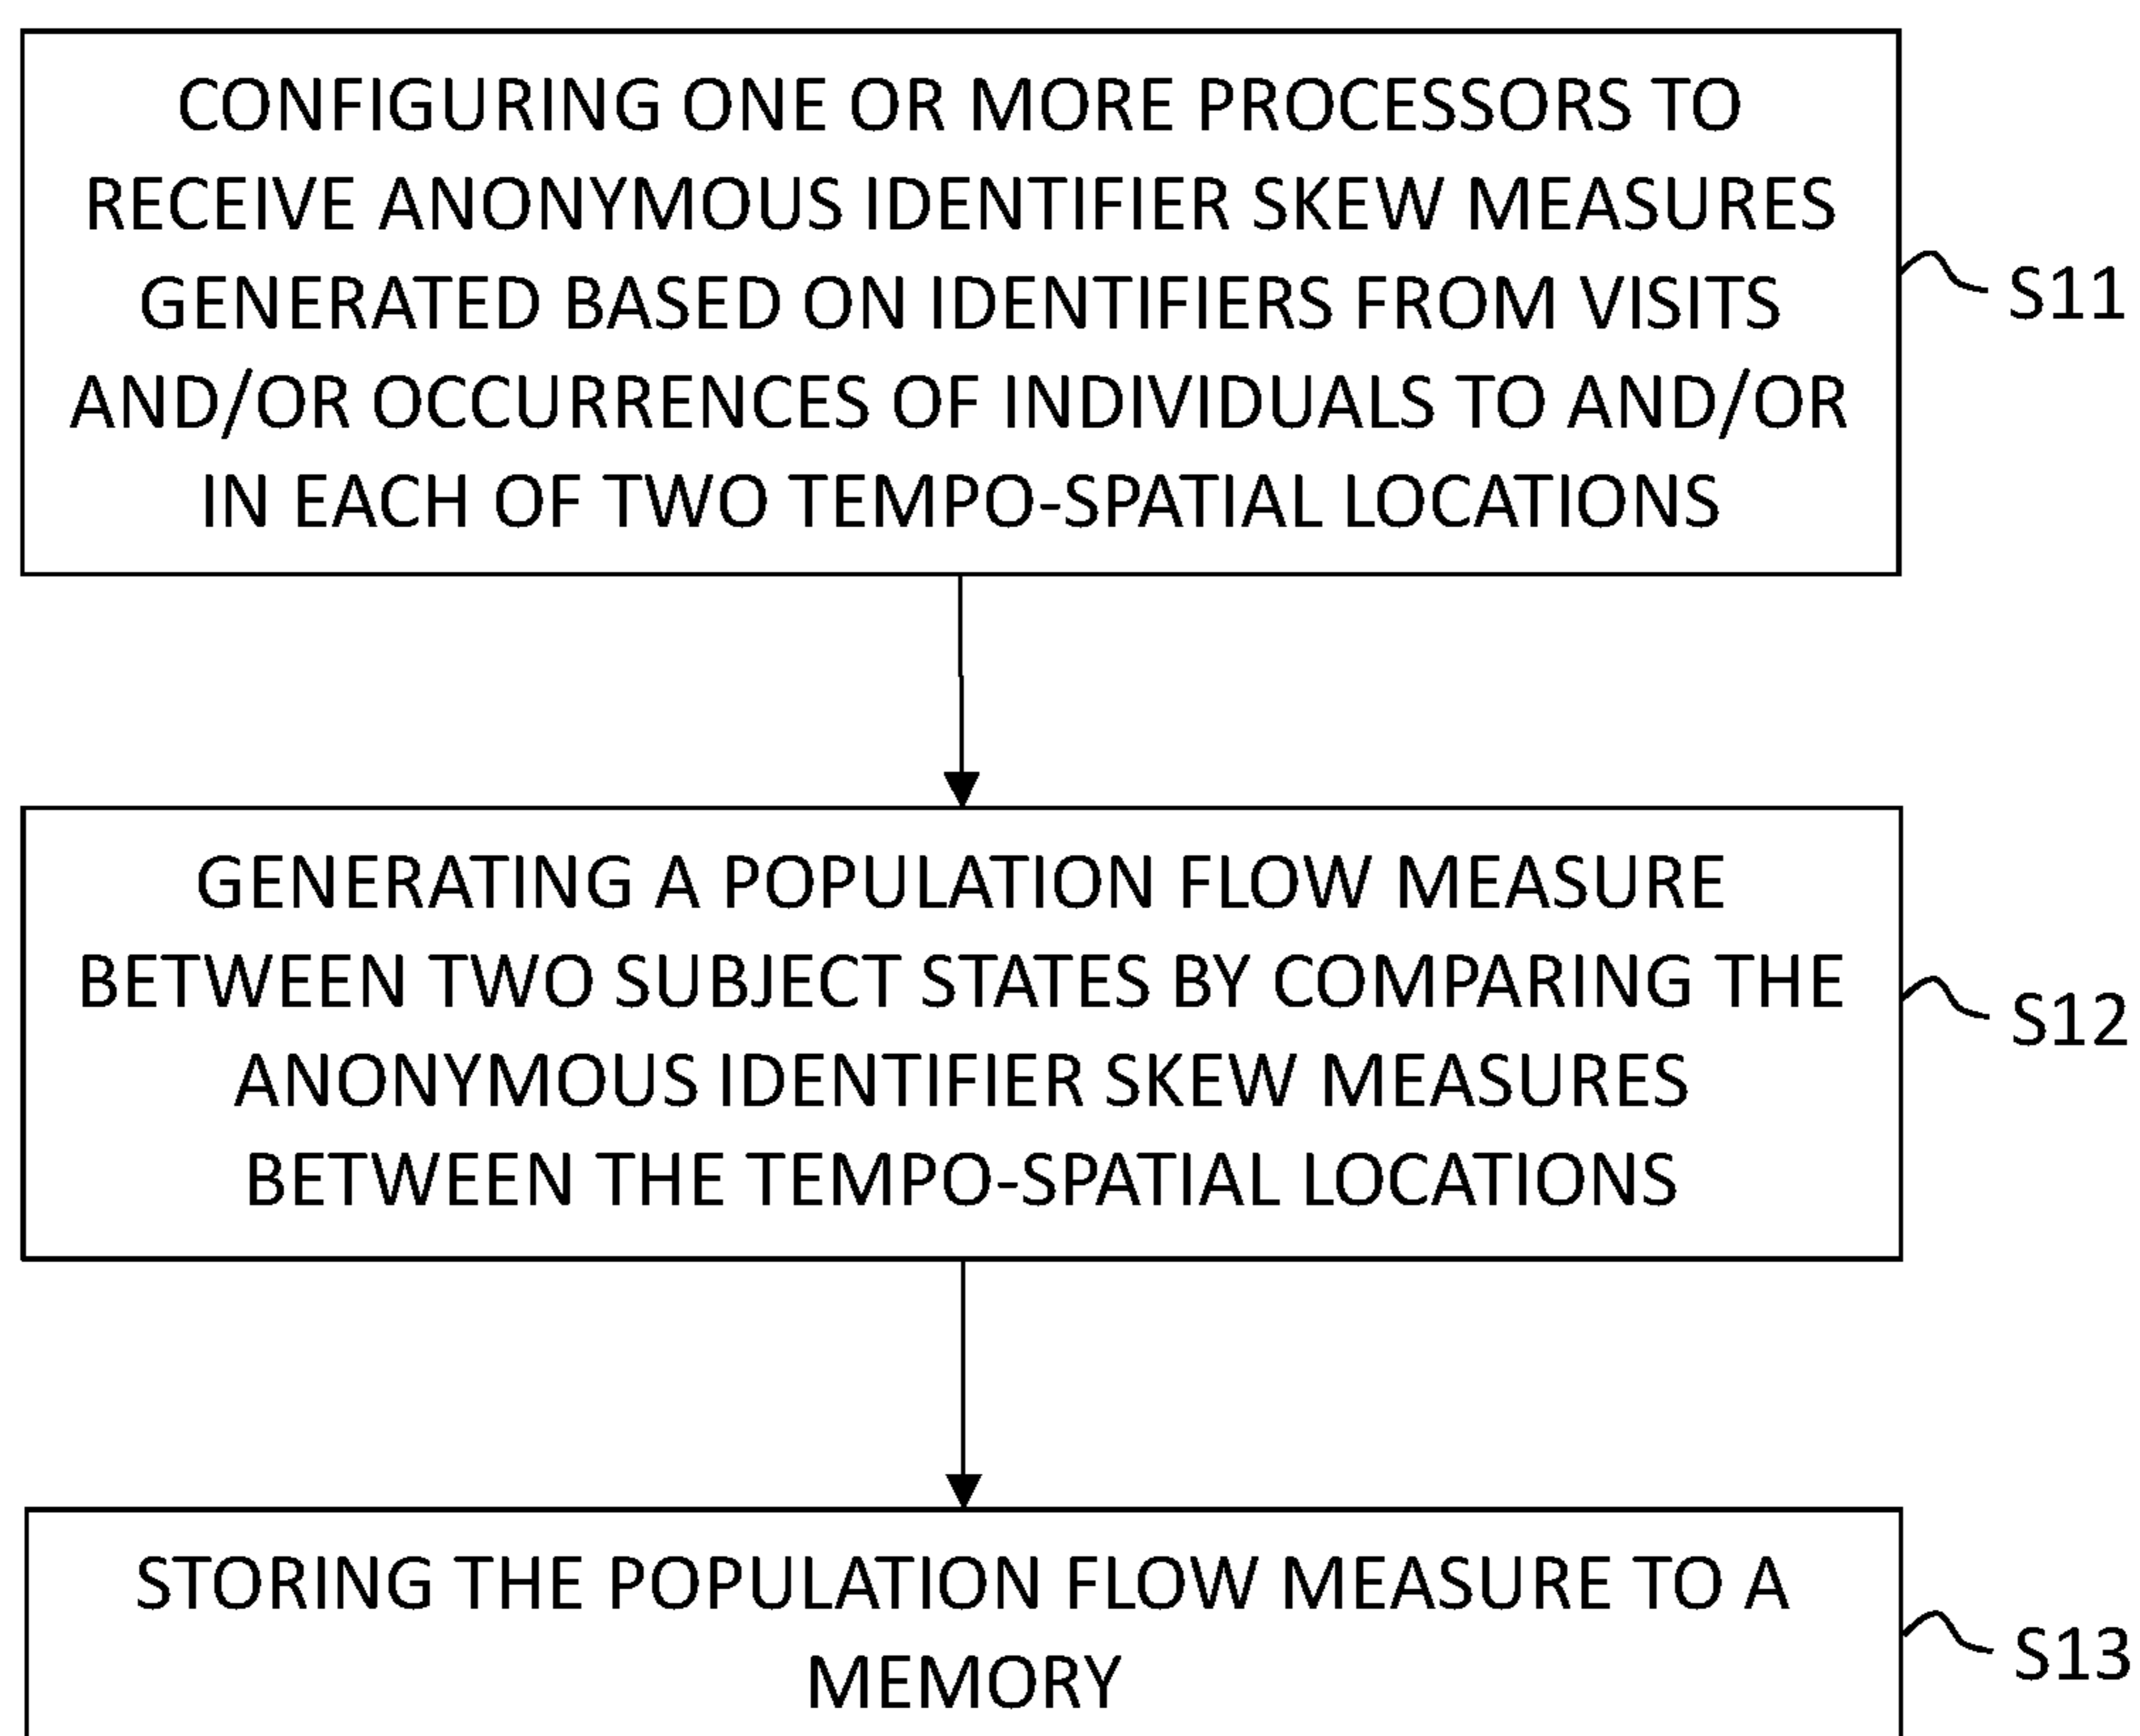 CONFIGURING ONE OR MORE PROCESSORS TO
RECEIVE ANONYMOUS IDENTIFIER SKEW MEASURES
GENERATED BASED ON IDENTIFIERS FROM VISITS
AND/OR OCCURRENCES OF INDIVIDUALS TO AND/OR
IN EACH OF TWO TEMPO-SPATIAL LOCATIONS
S11
GENERATING A POPULATION FLOW MEASURE
BETWEEN TWO SUBJECT STATES BY COMPARING THE
ANONYMOUS IDENTIFIER SKEW MEASURES
BETWEEN THE TEMPO-SPATIAL LOCATIONS
S12
STORING THE POPULATION FLOW MEASURE TO A
MEMORY
S13